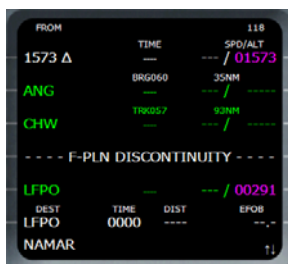 FROM 118
TIME SPD/ALT
1573 Δ --- --- / 01573
BRG060 35NM
ANG --- --- / -----
TRK057 93NM
CHW --- --- / -----
- - - - F-PLN DISCONTINUITY - - - -
LFPO --- --- / 00291
DEST TIME DIST EFOB
LFPO 0000 ---- --.-
NAMAR ↑↓